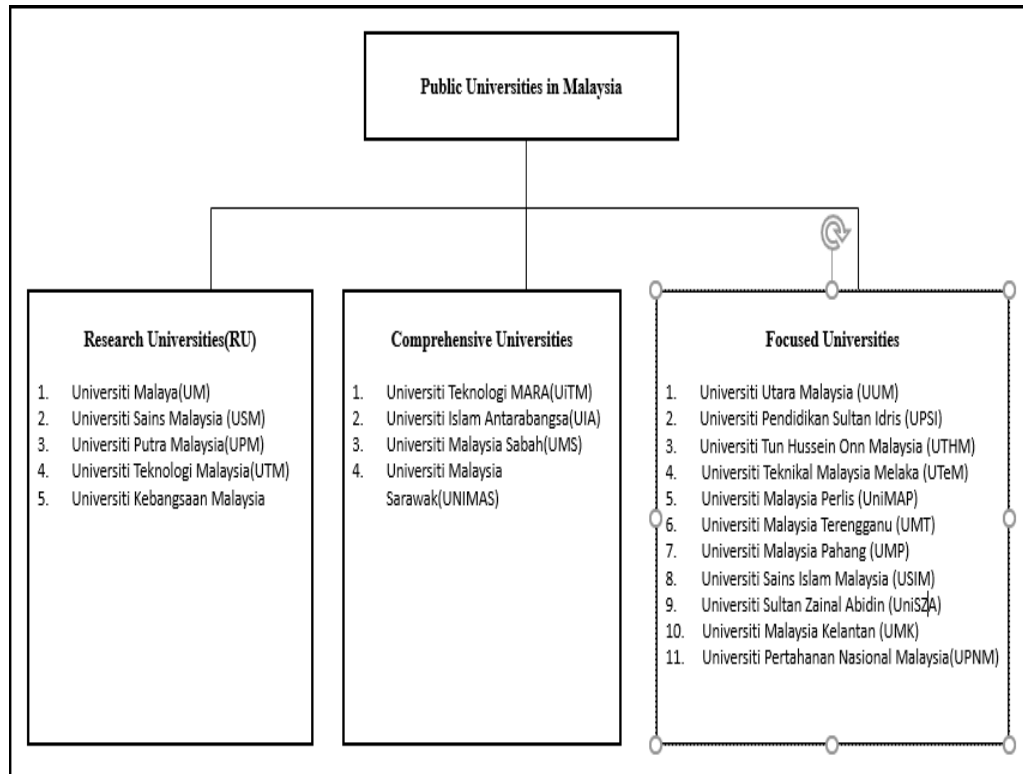 Public Universities in Malaysia
Research Universities(RU)
1. Universiti Malaya(UM)
2. Universiti Sains Malaysia (USM)
3. Universiti Putra Malaysia(UPM)
4. Universiti Teknologi Malaysia(UTM)
5. Universiti Kebangsaan Malaysia
Comprehensive Universities
1. Universiti Teknologi MARA(UiTM)
2. Universiti Islam Antarabangsa(UIA)
3. Universiti Malaysia Sabah(UMS)
4. Universiti Malaysia
Sarawak(UNIMAS)
Focused Universities
1. Universiti Utara Malaysia (UUM)
2. Universiti Pendidikan Sultan Idris (UPSI)
3. Universiti Tun Hussein Onn Malaysia (UTHM)
4. Universiti Teknikal Malaysia Melaka (UTeM)
5. Universiti Malaysia Perlis (UniMAP)
6. Universiti Malaysia Terengganu (UMT)
7. Universiti Malaysia Pahang (UMP)
8. Universiti Sains Islam Malaysia (USIM)
9. Universiti Sultan Zainal Abidin (UniSZA)
10. Universiti Malaysia Kelantan (UMK)
11. Universiti Pertahanan Nasional Malaysia(UPNM)